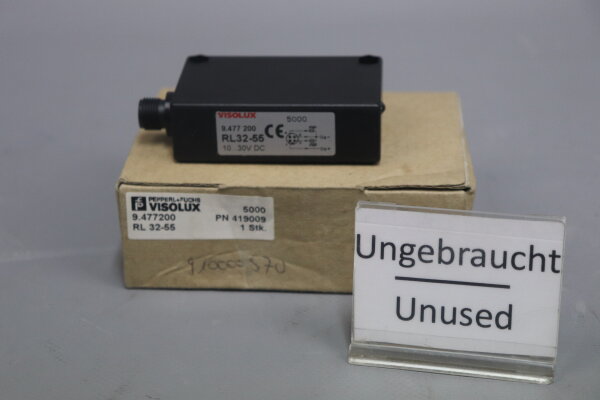 VISOLUX
5000
9.477 200
CE
RL32-55
10...30V DC
PEPPERL+FUCHS
VISOLUX
5000
9.477200
PN 419009
RL 32-55
1 Stk.
Ungebraucht
Unused